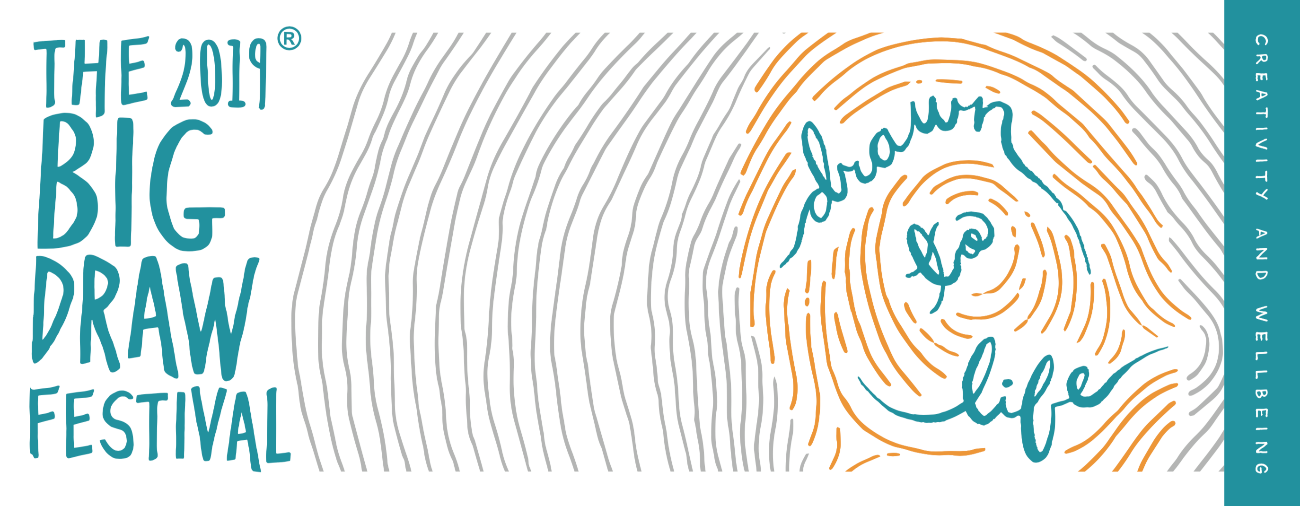 THE 2019®
BIG
DRAW
FESTIVAL
drawn
to
life
CREATIVITY AND WELLBEING